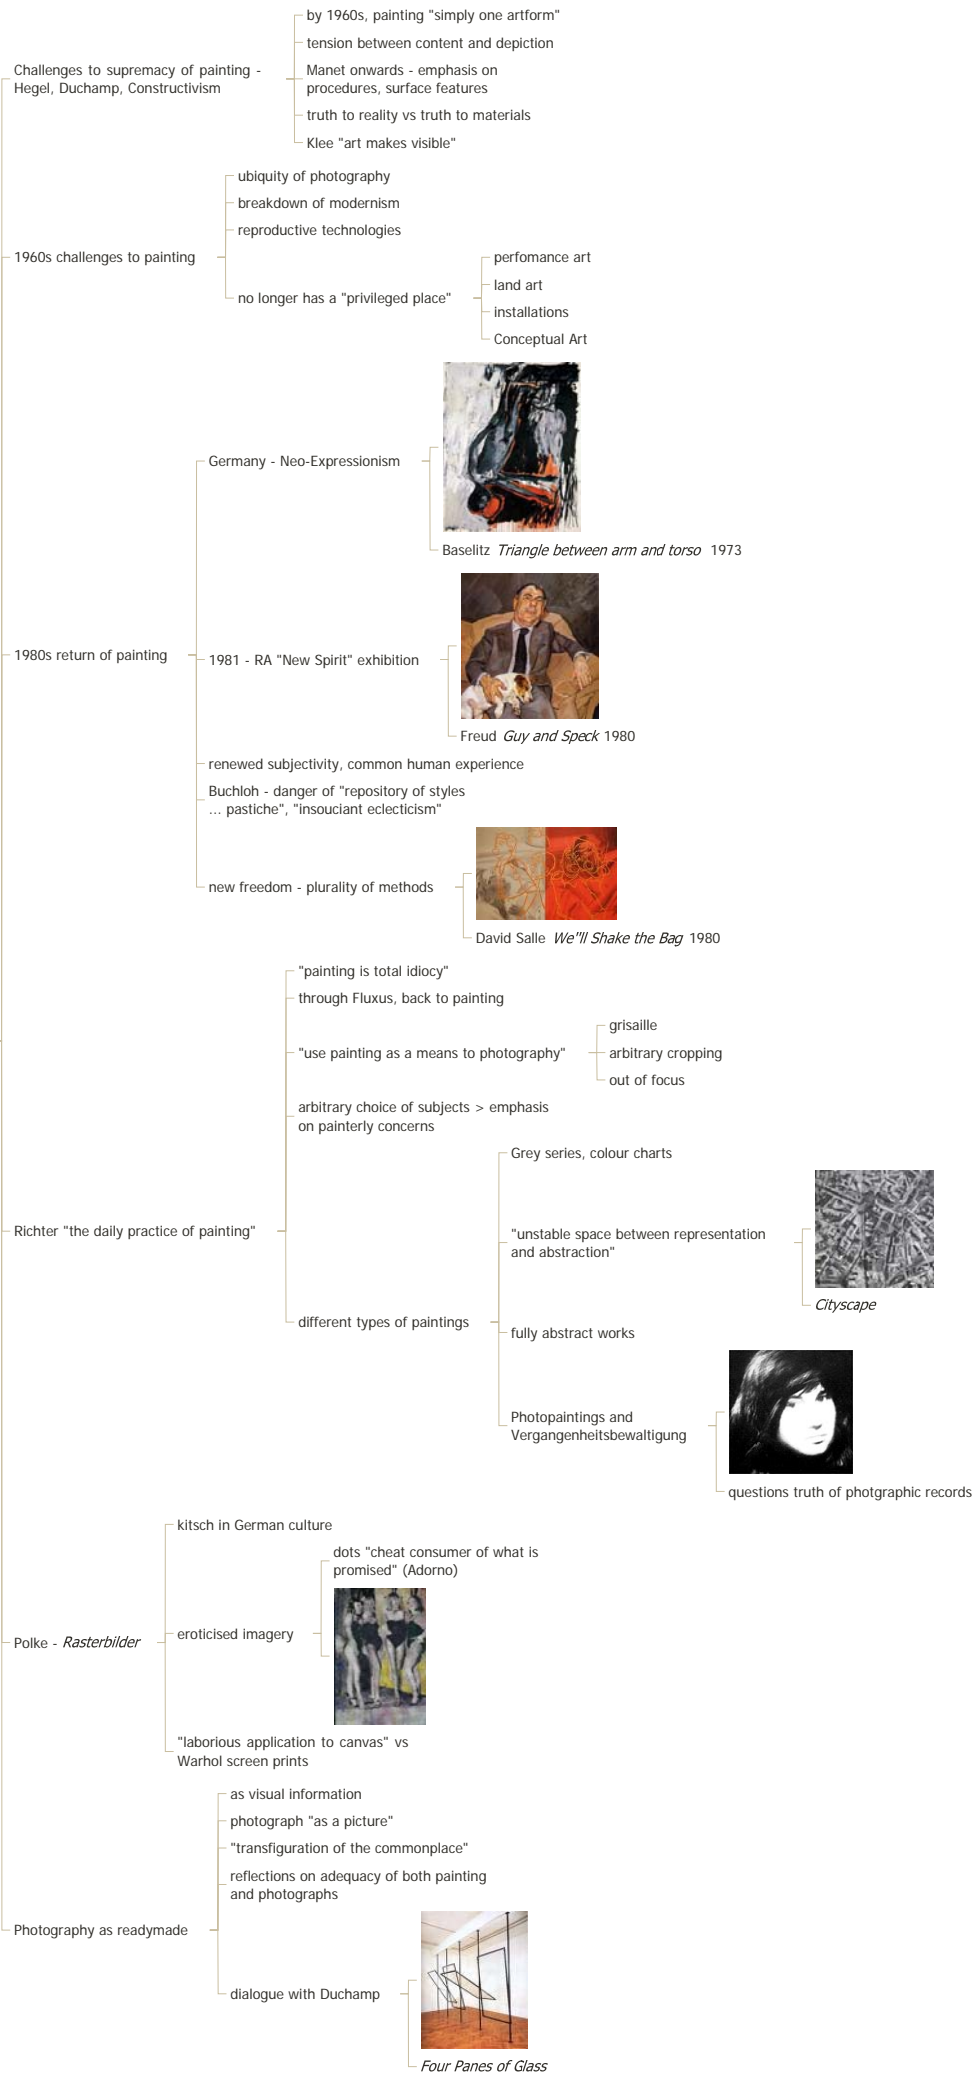 Challenges to supremacy of painting -
Hegel, Duchamp, Constructivism
by 1960s, painting "simply one artform"
tension between content and depiction
Manet onwards - emphasis on
procedures, surface features
truth to reality vs truth to materials
Klee "art makes visible"
1960s challenges to painting
ubiquity of photography
breakdown of modernism
reproductive technologies
no longer has a "privileged place"
perfomance art
land art
installations
Conceptual Art
1980s return of painting
Germany - Neo-Expressionism
Baselitz Triangle between arm and torso 1973
1981 - RA "New Spirit" exhibition
Freud Guy and Speck 1980
renewed subjectivity, common human experience
Buchloh - danger of "repository of styles
... pastiche", "insouciant eclecticism"
new freedom - plurality of methods
David Salle We"ll Shake the Bag 1980
Richter "the daily practice of painting"
"painting is total idiocy"
through Fluxus, back to painting
"use painting as a means to photography"
grisaille
arbitrary cropping
out of focus
arbitrary choice of subjects > emphasis
on painterly concerns
different types of paintings
Grey series, colour charts
"unstable space between representation
and abstraction"
Cityscape
fully abstract works
Photopaintings and
Vergangenheitsbewaltigung
questions truth of photgraphic records
Polke - Rasterbilder
kitsch in German culture
eroticised imagery
dots "cheat consumer of what is
promised" (Adorno)
"laborious application to canvas" vs
Warhol screen prints
Photography as readymade
as visual information
photograph "as a picture"
"transfiguration of the commonplace"
reflections on adequacy of both painting
and photographs
dialogue with Duchamp
Four Panes of Glass